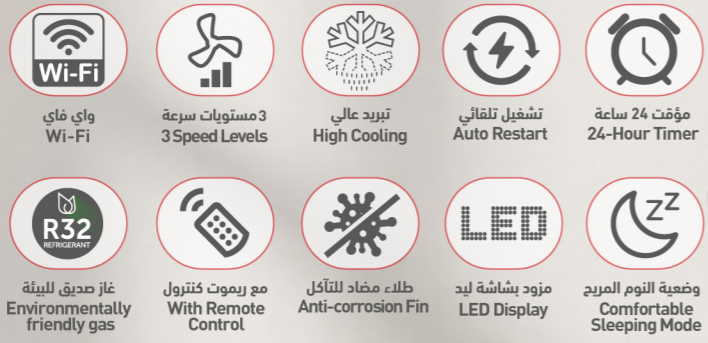 Wi-Fi
واي فاي
Wi-Fi
3 مستويات سرعة
3 Speed Levels
تبريد عالي
High Cooling
تشغيل تلقائي
Auto Restart
مؤقت 24 ساعة
24-Hour Timer
R32
REFRIGERANT
غاز صديق للبيئة
Environmentally
friendly gas
مع ريموت كنترول
With Remote
Control
طلاء مضاد للتآكل
Anti-corrosion Fin
LED
مزود بشاشة ليد
LED Display
zZ
وضعية النوم المريح
Comfortable
Sleeping Mode